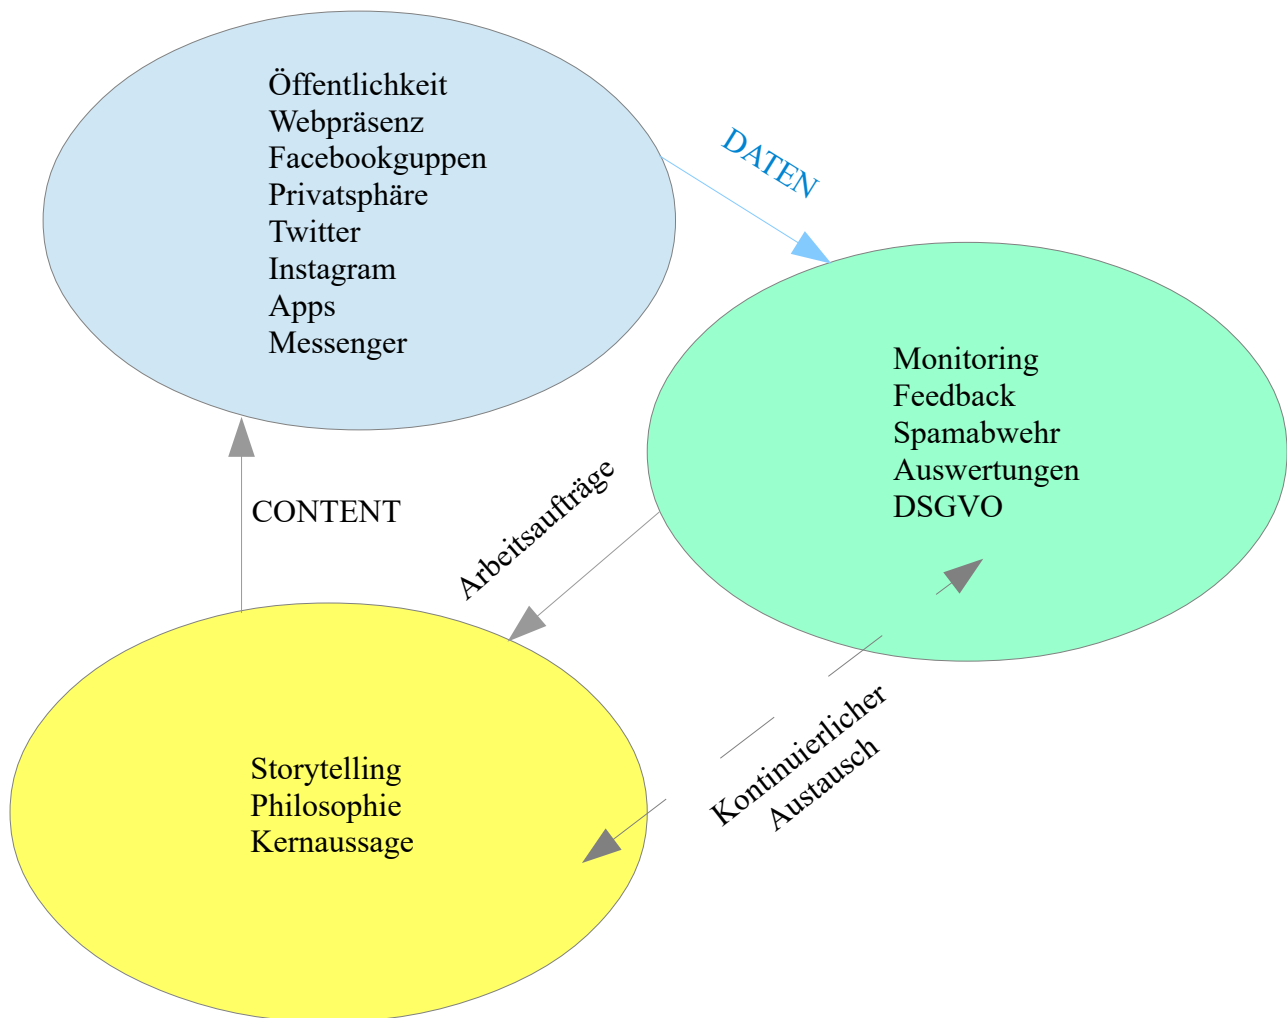 Öffentlichkeit
Webpräsenz
Facebookguppen
Privatsphäre
Twitter
Instagram
Apps
Messenger
DATEN
Monitoring
Feedback
Spamabwehr
Auswertungen
DSGVO
CONTENT
Arbeitsaufträge
Kontinuierlicher
Austausch
Storytelling
Philosophie
Kernaussage